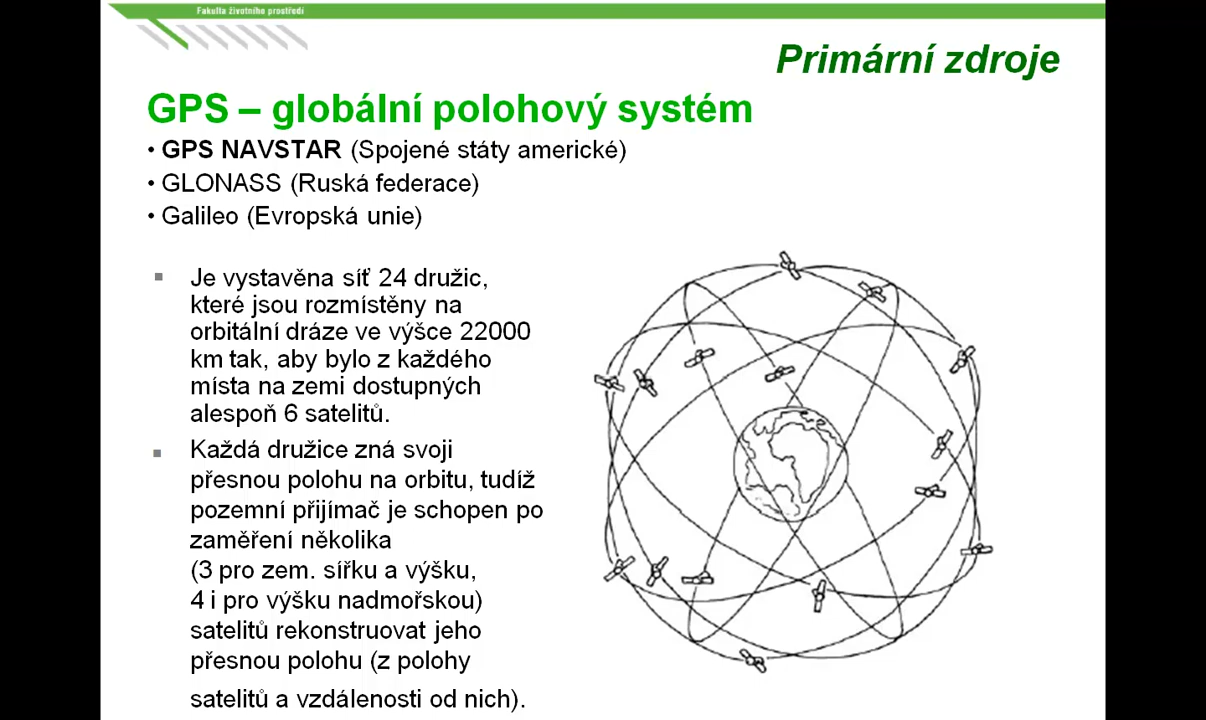 Fakulta životního prostředí
Primární zdroje
GPS – globální polohový systém
• GPS NAVSTAR (Spojené státy americké)
• GLONASS (Ruská federace)
• Galileo (Evropská unie)
▪ Je vystavěna síť 24 družic,
které jsou rozmístěny na
orbitální dráze ve výšce 22000
km tak, aby bylo z každého
místa na zemi dostupných
alespoň 6 satelitů.
▪ Každá družice zná svoji
přesnou polohu na orbitu, tudíž
pozemní přijímač je schopen po
zaměření několika
(3 pro zem. sířku a výšku,
4 i pro výšku nadmořskou)
satelitů rekonstruovat jeho
přesnou polohu (z polohy
satelitů a vzdálenosti od nich).